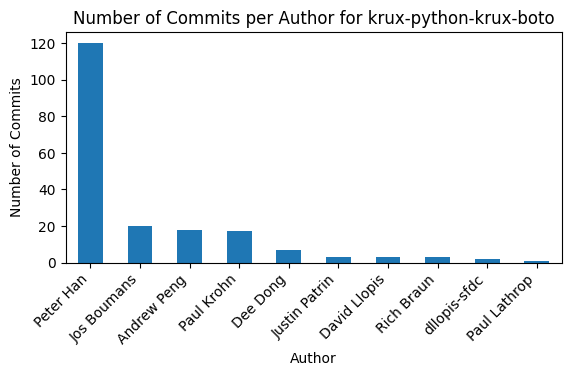 Number of Commits per Author for krux-python-krux-boto
Number of Commits
120
100
80
60
40
20
0
Peter Han
Jos Boumans
Andrew Peng
Paul Krohn
Dee Dong
Justin Patrin
David Llopis
Rich Braun
dllopis-sfdc
Paul Lathrop
Author